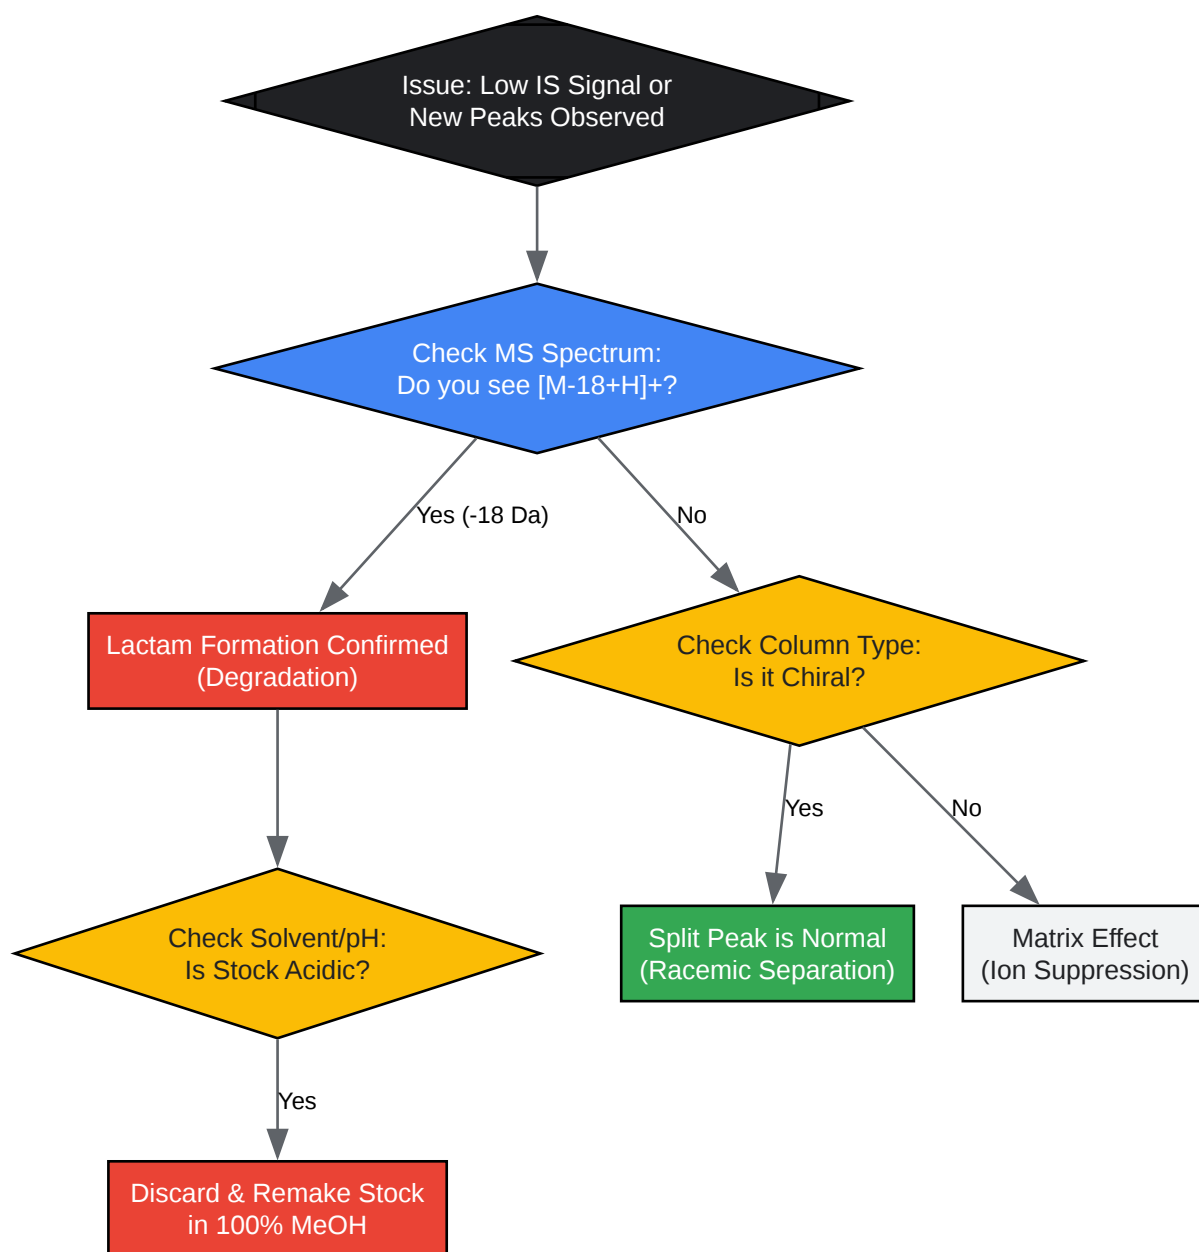 Issue: Low IS Signal or
New Peaks Observed
Check MS Spectrum:
Do you see [M-18+H]+?
Yes (-18 Da)
No
Lactam Formation Confirmed
(Degradation)
Check Column Type:
Is it Chiral?
Yes
No
Check Solvent/pH:
Is Stock Acidic?
Split Peak is Normal
(Racemic Separation)
Matrix Effect
(Ion Suppression)
Yes
Discard & Remake Stock
in 100% MeOH